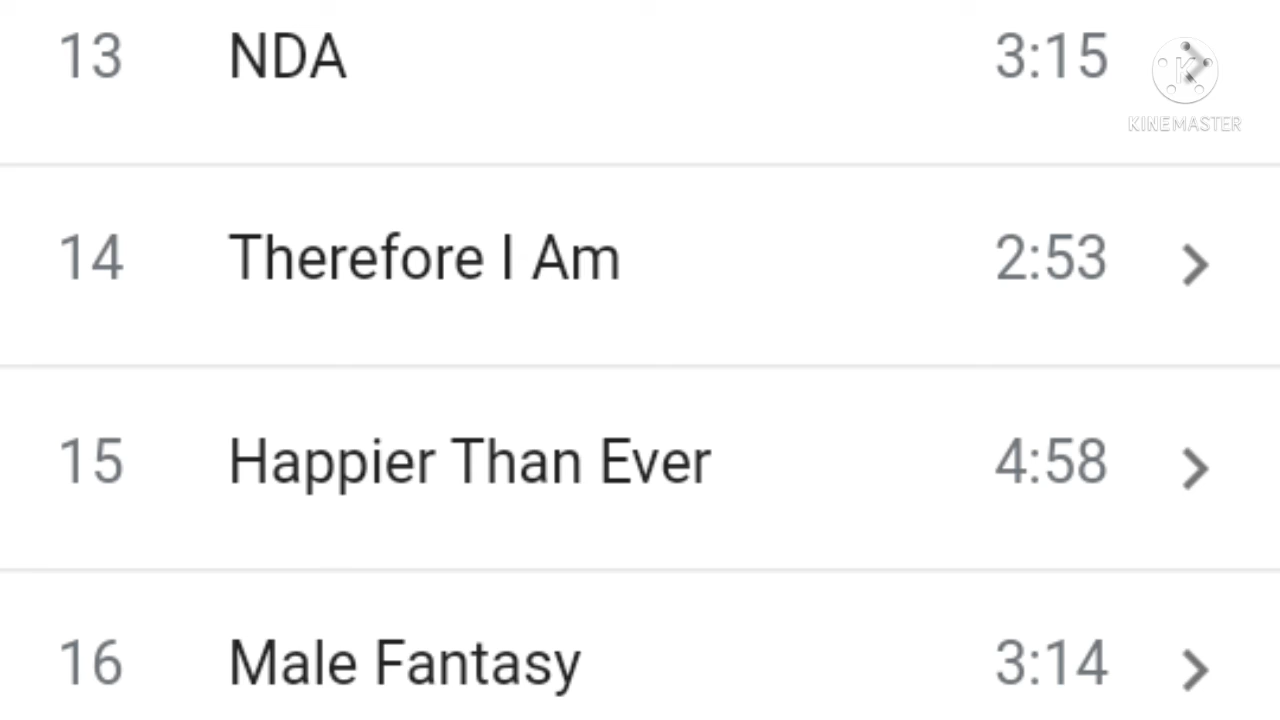 13 NDA 3:15
KINEMASTER
14 Therefore I Am 2:53
15 Happier Than Ever 4:58
16 Male Fantasy 3:14